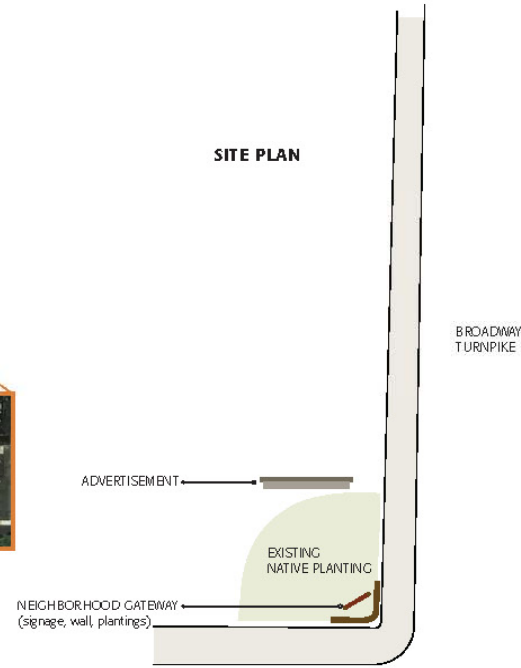 SITE PLAN
BROADWAY
TURNPIKE
ADVERTISEMENT
EXISTING
NATIVE PLANTING
NEIGHBORHOOD GATEWAY
(signage, wall, plantings)